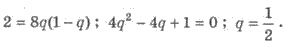 2 = 8q(1 – q) ; 4q² – 4q + 1 = 0 ; q = 1/2 .